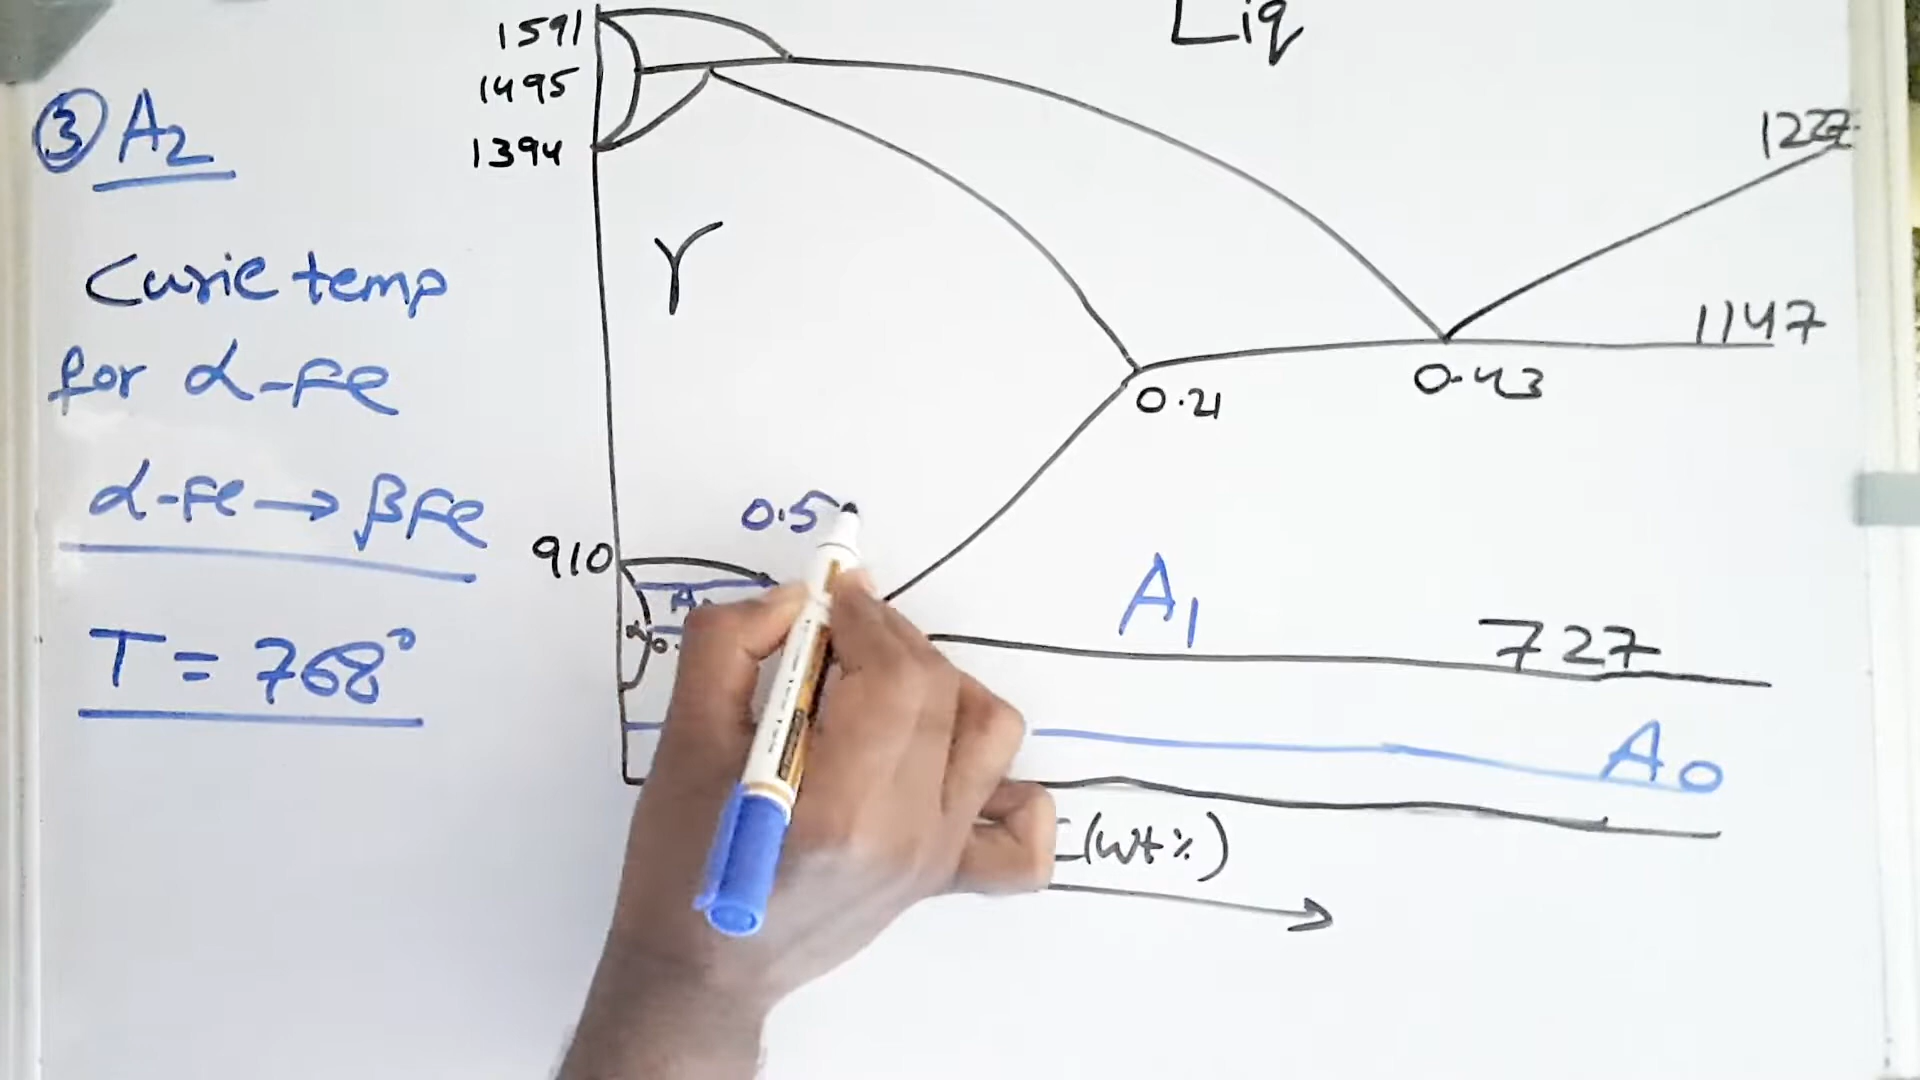 ③ A₂
Curie temp
for α-Fe
α-Fe → βFe
T = 768°
Liq
1591
1495
1394
γ
1147
0.21
0.43
0.5
910
A₁
727
A₀
(wt%)